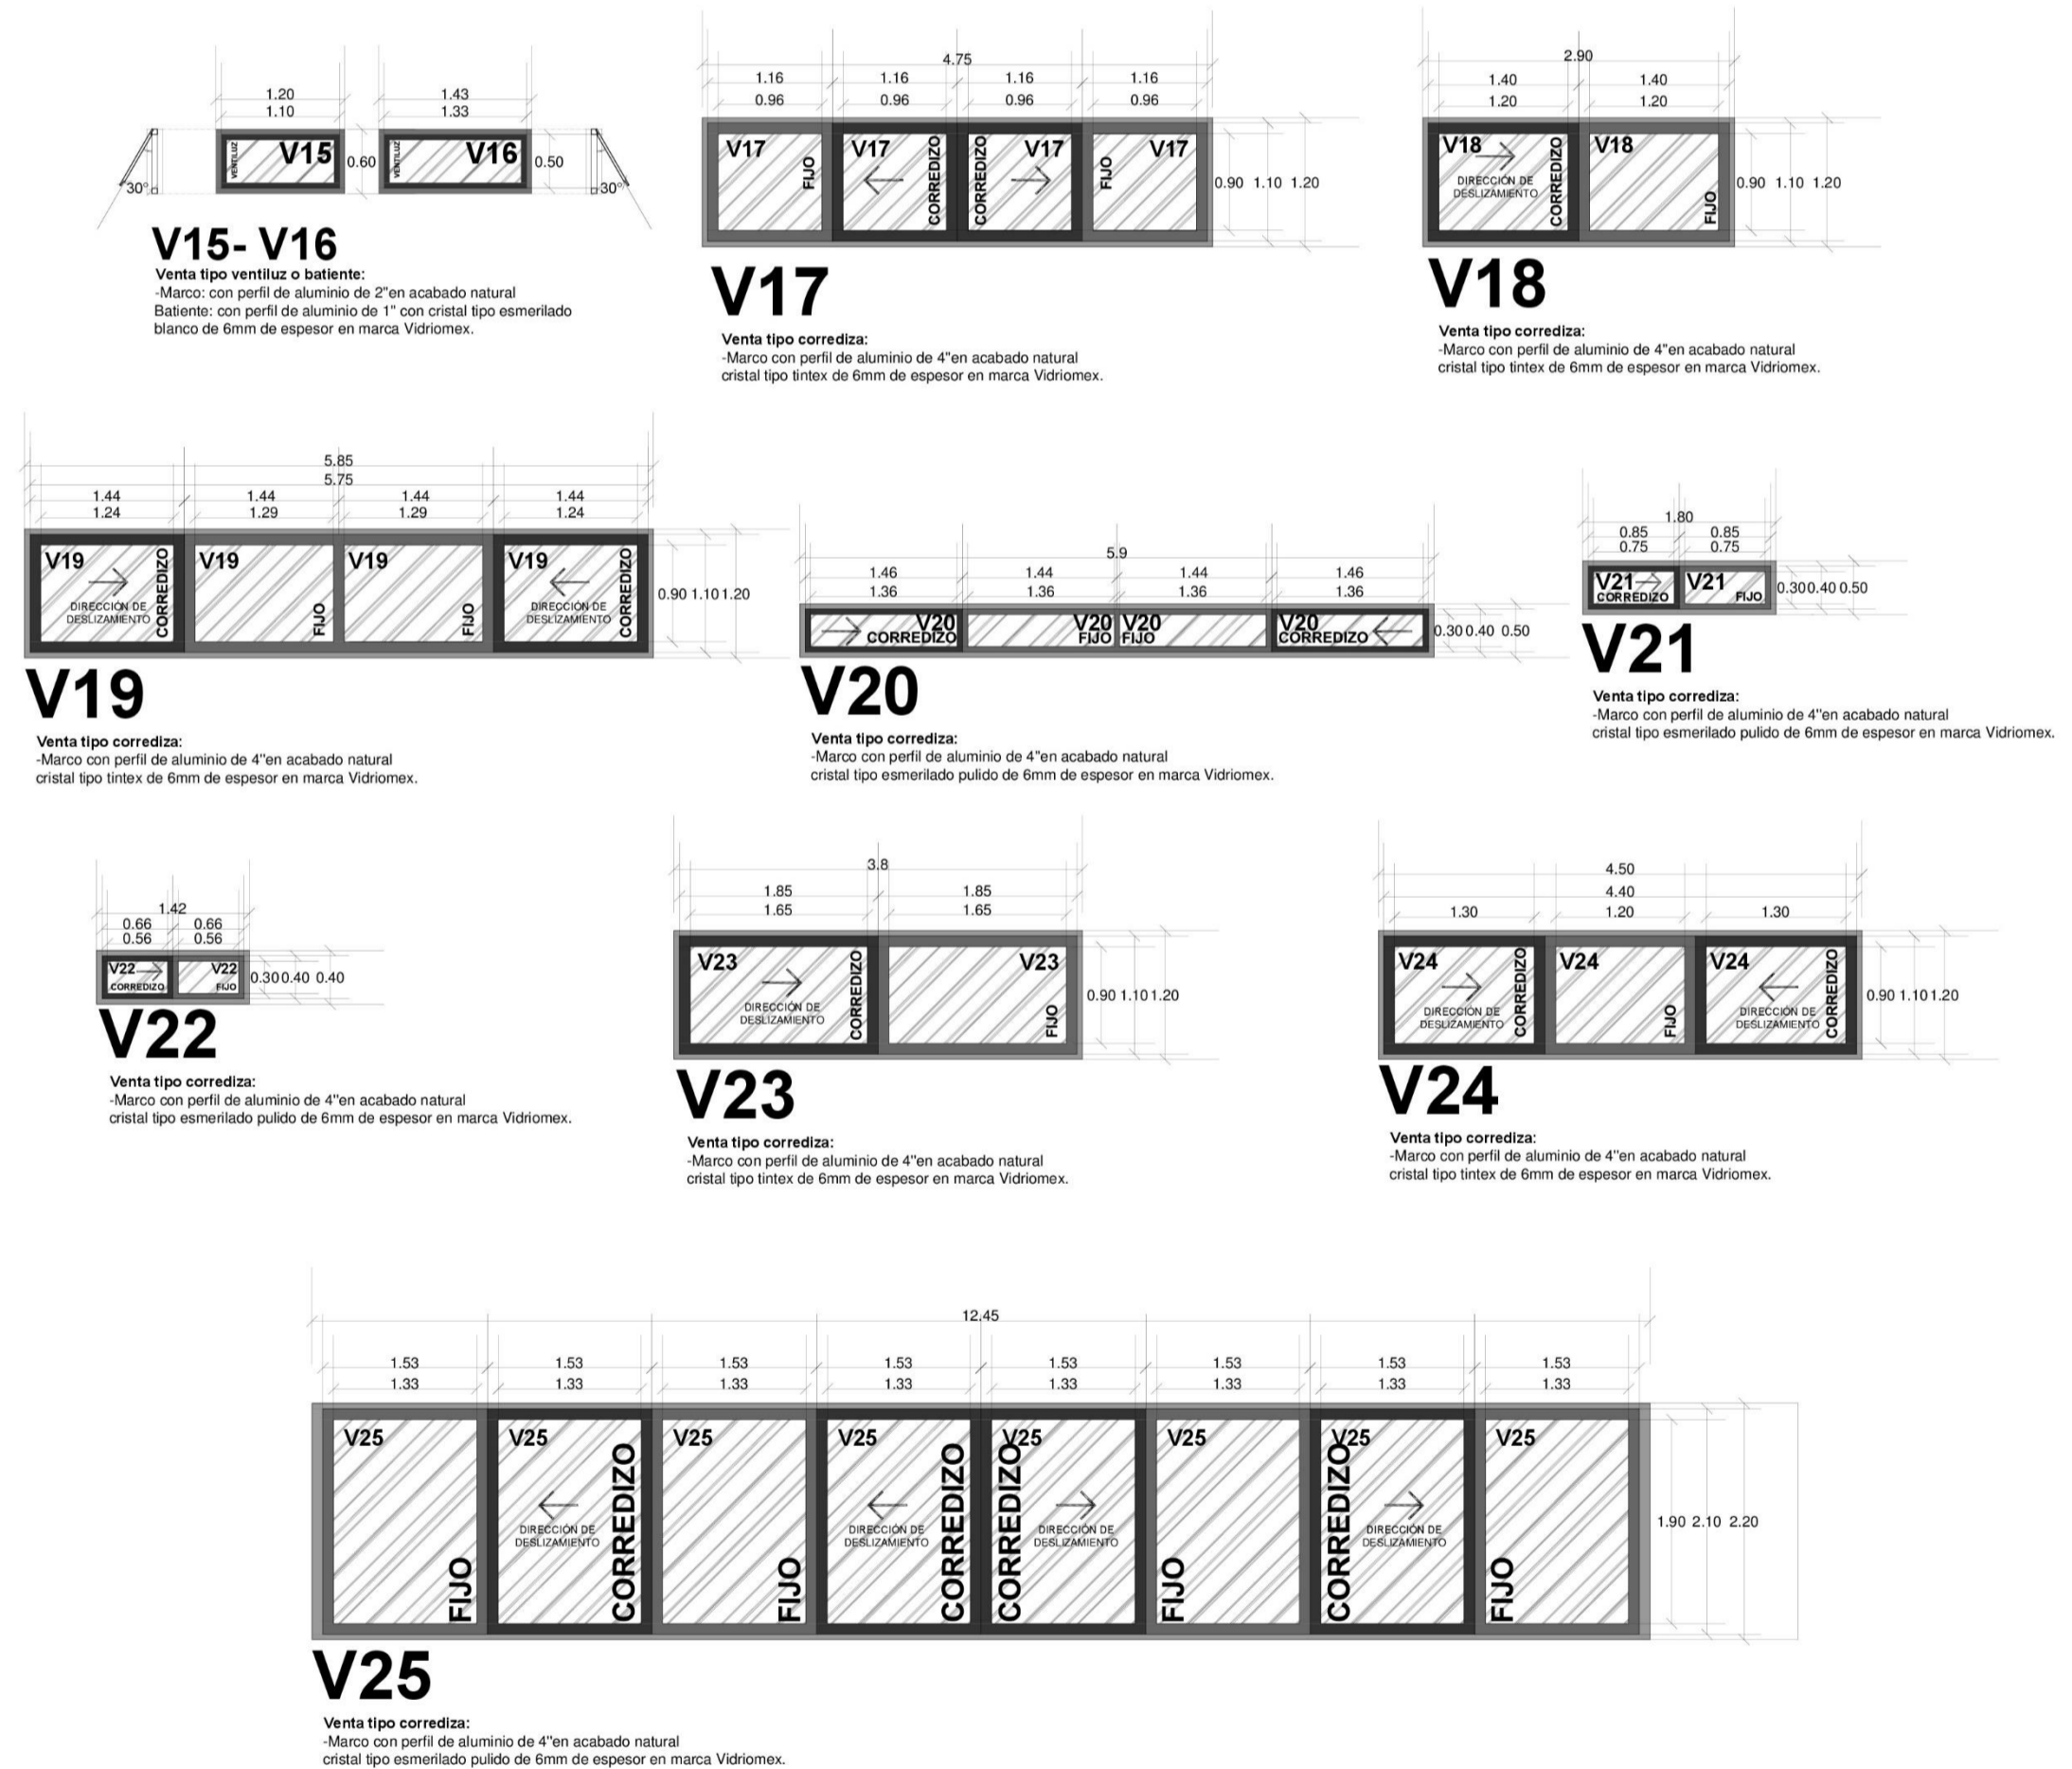 1.20
1.10
1.43
1.33
VENTILUZ
V15
0.60
VENTILUZ
V16
0.50
30°
30°
V15- V16
Venta tipo ventiluz o batiente:
-Marco: con perfil de aluminio de 2"en acabado natural
Batiente: con perfil de aluminio de 1" con cristal tipo esmerilado
blanco de 6mm de espesor en marca Vidriomex.
4.75
1.16 1.16 1.16 1.16
0.96 0.96 0.96 0.96
V17 FIJO
V17 CORREDIZO
CORREDIZO V17
FIJO V17
0.90 1.10 1.20
V17
Venta tipo corrediza:
-Marco con perfil de aluminio de 4"en acabado natural
cristal tipo tintex de 6mm de espesor en marca Vidriomex.
2.90
1.40 1.40
1.20 1.20
V18
DIRECCIÓN DE
DESLIZAMIENTO
CORREDIZO
V18
FIJO
0.90 1.10 1.20
V18
Venta tipo corrediza:
-Marco con perfil de aluminio de 4"en acabado natural
cristal tipo tintex de 6mm de espesor en marca Vidriomex.
5.85
5.75
1.44 1.44 1.44 1.44
1.24 1.29 1.29 1.24
V19
DIRECCIÓN DE
DESLIZAMIENTO
CORREDIZO
V19
FIJO
V19
FIJO
V19
DIRECCIÓN DE
DESLIZAMIENTO
CORREDIZO
0.90 1.10 1.20
V19
Venta tipo corrediza:
-Marco con perfil de aluminio de 4"en acabado natural
cristal tipo tintex de 6mm de espesor en marca Vidriomex.
5.9
1.46 1.44 1.44 1.46
1.36 1.36 1.36 1.36
V20
CORREDIZO
V20
FIJO
V20
FIJO
V20
CORREDIZO
0.30 0.40 0.50
V20
Venta tipo corrediza:
-Marco con perfil de aluminio de 4"en acabado natural
cristal tipo esmerilado pulido de 6mm de espesor en marca Vidriomex.
1.80
0.85 0.85
0.75 0.75
V21
CORREDIZO
V21
FIJO
0.30 0.40 0.50
V21
Venta tipo corrediza:
-Marco con perfil de aluminio de 4"en acabado natural
cristal tipo esmerilado pulido de 6mm de espesor en marca Vidriomex.
1.42
0.66 0.66
0.56 0.56
V22
CORREDIZO
V22
FIJO
0.30 0.40 0.40
V22
Venta tipo corrediza:
-Marco con perfil de aluminio de 4"en acabado natural
cristal tipo esmerilado pulido de 6mm de espesor en marca Vidriomex.
3.8
1.85 1.85
1.65 1.65
V23
DIRECCIÓN DE
DESLIZAMIENTO
CORREDIZO
V23
FIJO
0.90 1.10 1.20
V23
Venta tipo corrediza:
-Marco con perfil de aluminio de 4"en acabado natural
cristal tipo tintex de 6mm de espesor en marca Vidriomex.
4.50
4.40
1.30 1.20 1.30
V24
DIRECCIÓN DE
DESLIZAMIENTO
CORREDIZO
V24
FIJO
V24
DIRECCIÓN DE
DESLIZAMIENTO
CORREDIZO
0.90 1.10 1.20
V24
Venta tipo corrediza:
-Marco con perfil de aluminio de 4"en acabado natural
cristal tipo tintex de 6mm de espesor en marca Vidriomex.
12.45
1.53 1.53 1.53 1.53 1.53 1.53 1.53 1.53
1.33 1.33 1.33 1.33 1.33 1.33 1.33 1.33
V25
FIJO
V25
DIRECCIÓN DE
DESLIZAMIENTO
CORREDIZO
V25
FIJO
V25
DIRECCIÓN DE
DESLIZAMIENTO
CORREDIZO
V25
CORREDIZO
DIRECCIÓN DE
DESLIZAMIENTO
V25
FIJO
V25
CORREDIZO
DIRECCIÓN DE
DESLIZAMIENTO
V25
FIJO
1.90 2.10 2.20
V25
Venta tipo corrediza:
-Marco con perfil de aluminio de 4"en acabado natural
cristal tipo esmerilado pulido de 6mm de espesor en marca Vidriomex.